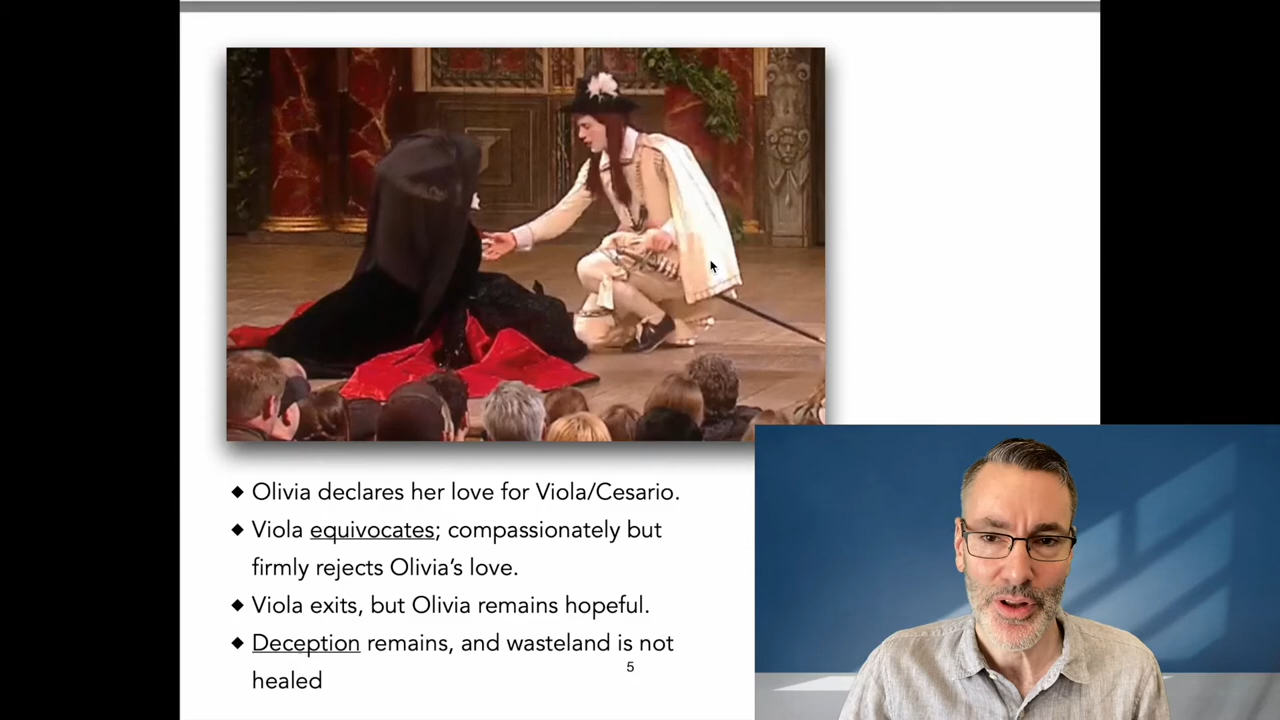 ◆ Olivia declares her love for Viola/Cesario.
◆ Viola equivocates; compassionately but
firmly rejects Olivia's love.
◆ Viola exits, but Olivia remains hopeful.
◆ Deception remains, and wasteland is not
healed
5